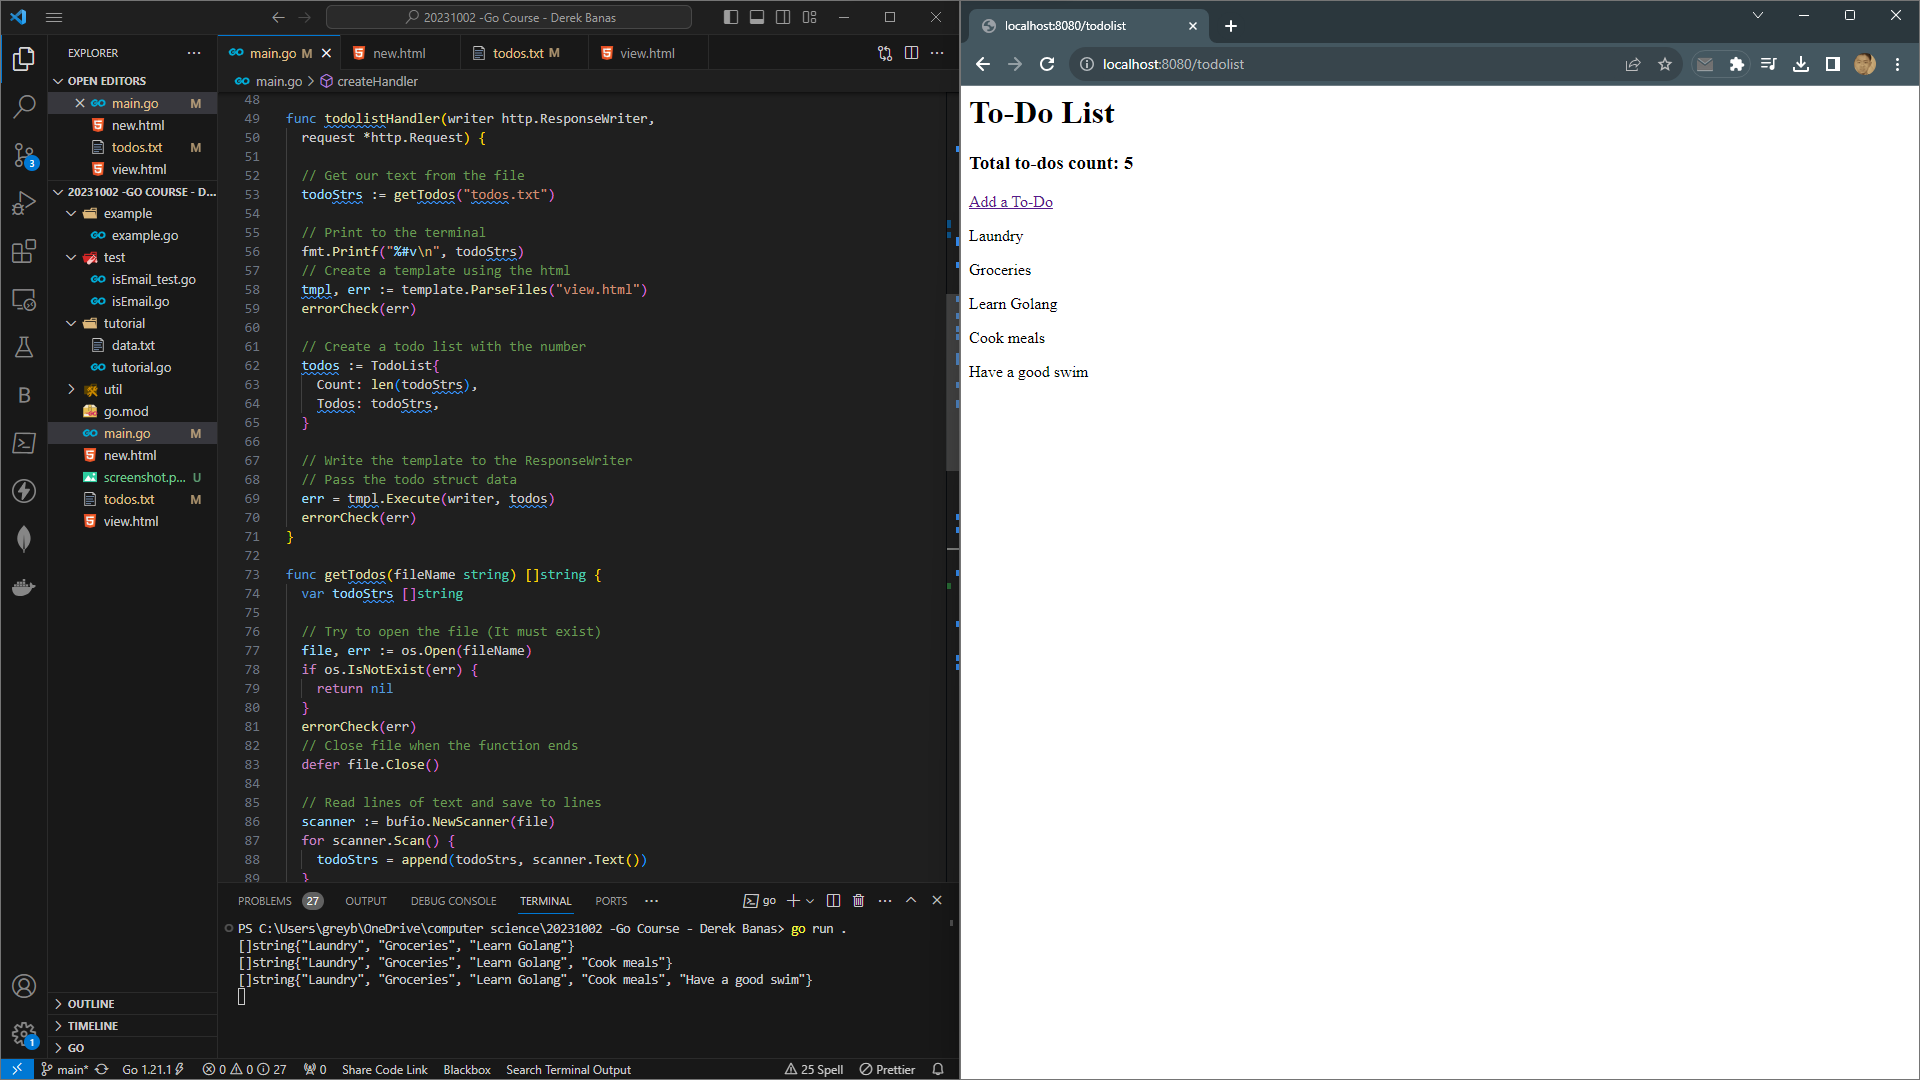 20231002 -Go Course - Derek Banas
EXPLORER
OPEN EDITORS
main.go M
new.html
todos.txt M
view.html
20231002 -GO COURSE - D...
example
example.go
test
isEmail_test.go
isEmail.go
tutorial
data.txt
tutorial.go
util
go.mod
main.go M
new.html
screenshot.p... U
todos.txt M
view.html
OUTLINE
TIMELINE
GO
main.go M
new.html
todos.txt M
view.html
main.go > createHandler
48
49 func todolistHandler(writer http.ResponseWriter,
50 request *http.Request) {
51
52 // Get our text from the file
53 todoStrs := getTodos("todos.txt")
54
55 // Print to the terminal
56 fmt.Printf("%#v\n", todoStrs)
57 // Create a template using the html
58 tmpl, err := template.ParseFiles("view.html")
59 errorCheck(err)
60
61 // Create a todo list with the number
62 todos := TodoList{
63 Count: len(todoStrs),
64 Todos: todoStrs,
65 }
66
67 // Write the template to the ResponseWriter
68 // Pass the todo struct data
69 err = tmpl.Execute(writer, todos)
70 errorCheck(err)
71 }
72
73 func getTodos(fileName string) []string {
74 var todoStrs []string
75
76 // Try to open the file (It must exist)
77 file, err := os.Open(fileName)
78 if os.IsNotExist(err) {
79 return nil
80 }
81 errorCheck(err)
82 // Close file when the function ends
83 defer file.Close()
84
85 // Read lines of text and save to lines
86 scanner := bufio.NewScanner(file)
87 for scanner.Scan() {
88 todoStrs = append(todoStrs, scanner.Text())
89 }
PROBLEMS 27 OUTPUT DEBUG CONSOLE TERMINAL PORTS
go
PS C:\Users\greyb\OneDrive\computer science\20231002 -Go Course - Derek Banas> go run .
[]string{"Laundry", "Groceries", "Learn Golang"}
[]string{"Laundry", "Groceries", "Learn Golang", "Cook meals"}
[]string{"Laundry", "Groceries", "Learn Golang", "Cook meals", "Have a good swim"}
3
B
1
main* Go 1.21.1 0 0 27 0 Share Code Link Blackbox Search Terminal Output 25 Spell Prettier
localhost:8080/todolist
localhost:8080/todolist
To-Do List
Total to-dos count: 5
Add a To-Do
Laundry
Groceries
Learn Golang
Cook meals
Have a good swim